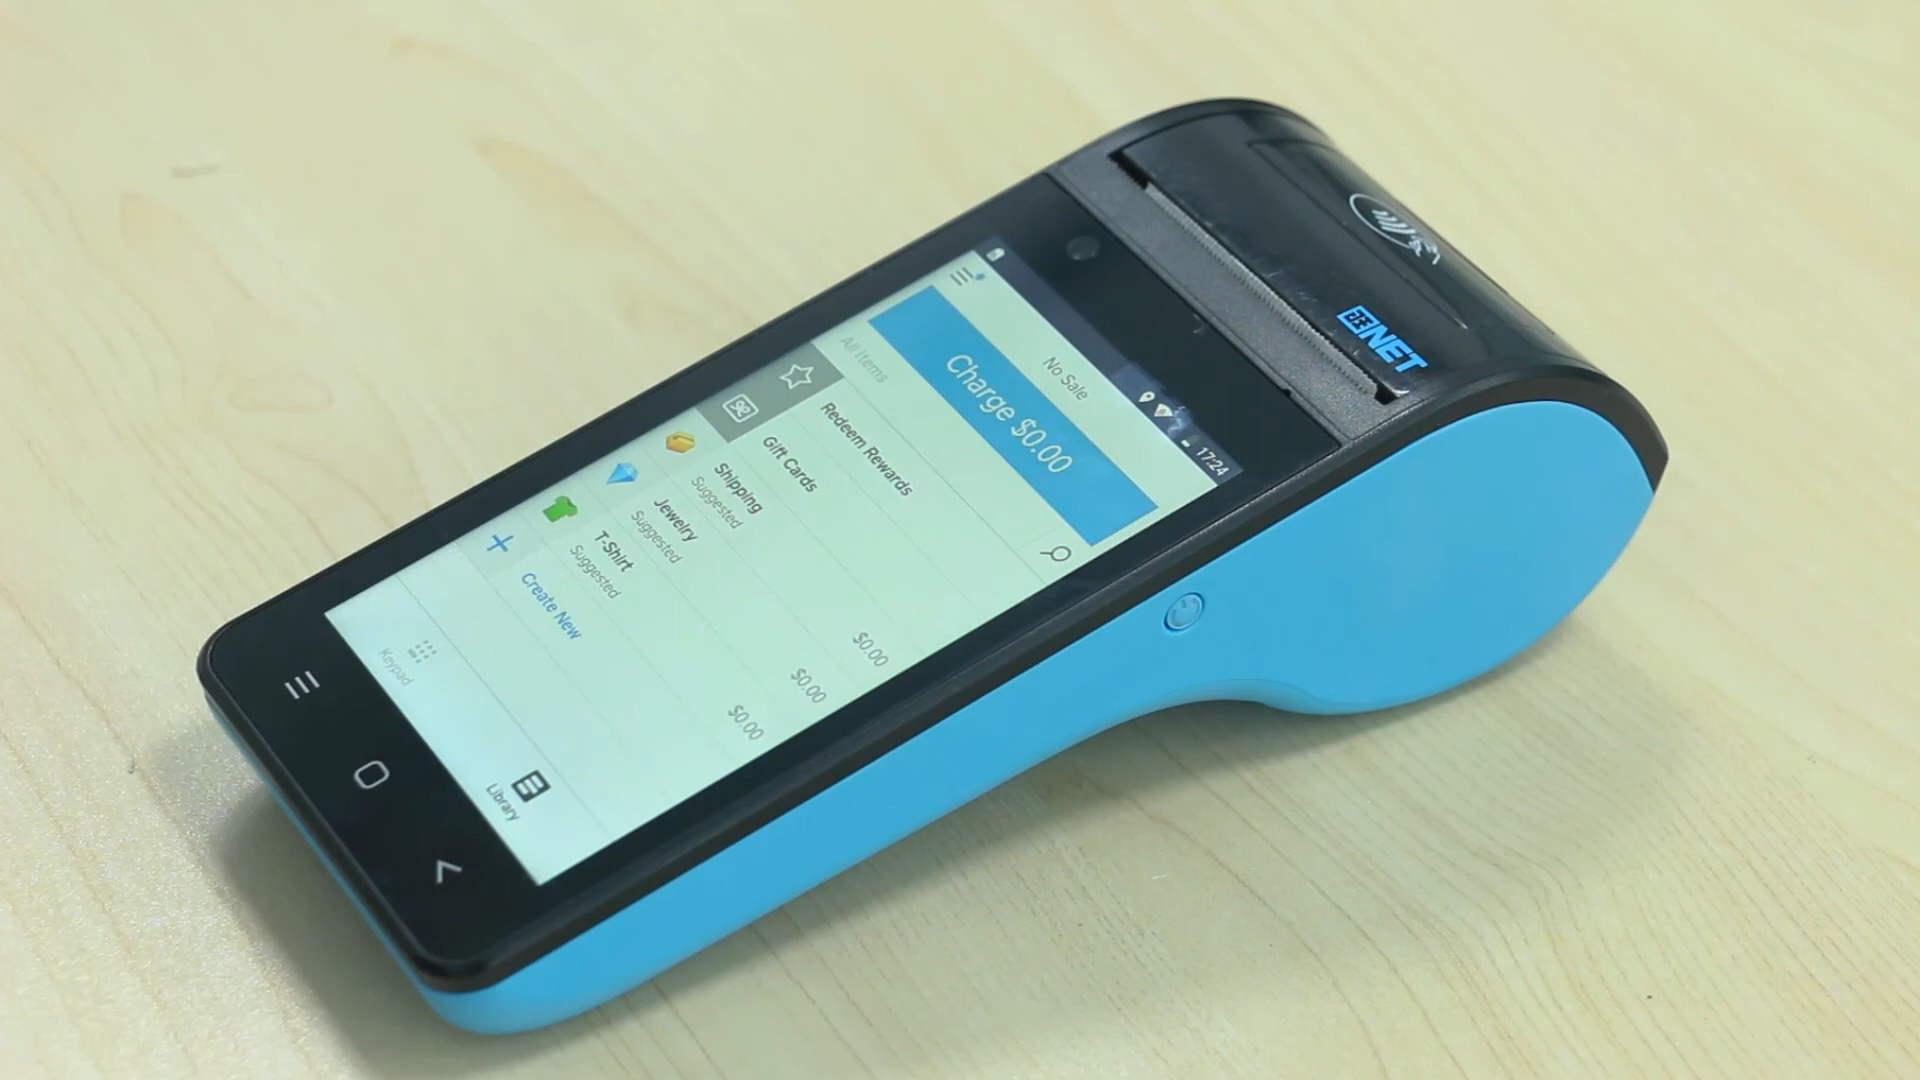 17:24
No Sale
Charge $0.00
All Items
Redeem Rewards
Gift Cards
Shipping
Suggested
$0.00
Jewelry
Suggested
$0.00
T-Shirt
Suggested
$0.00
Create New
Keypad
Library
NET